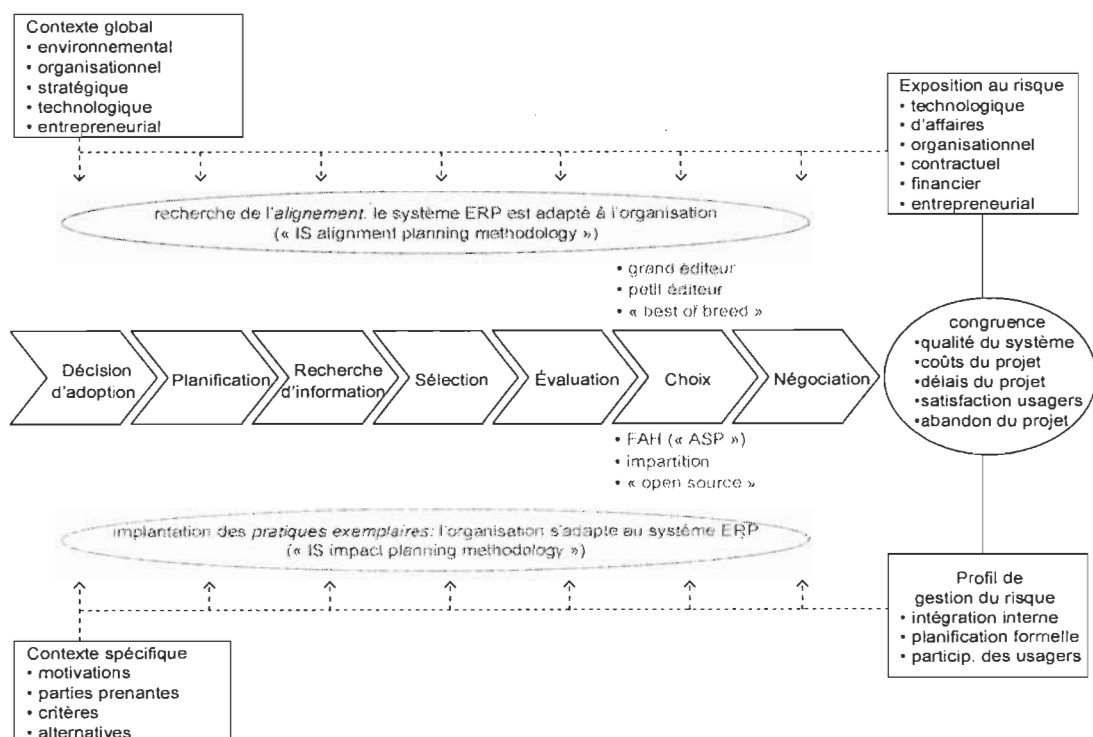 Contexte global
• environnemental
• organisationnel
• stratégique
• technologique
• entrepreneurial
Exposition au risque
• technologique
• d'affaires
• organisationnel
• contractuel
• financier
• entrepreneurial
recherche de l'alignement: le système ERP est adapté à l'organisation
(« IS alignment planning methodology »)
• grand éditeur
• petit éditeur
• « best of breed »
Décision
d'adoption
Planification
Recherche
d'information
Sélection
Évaluation
Choix
Négociation
congruence
•qualité du système
•coûts du projet
•délais du projet
•satisfaction usagers
•abandon du projet
• FAH (« ASP »)
• impartition
• « open source »
implantation des pratiques exemplaires: l'organisation s'adapte au système ERP
(« IS impact planning methodology »)
Profil de
gestion du risque
• intégration interne
• planification formelle
• particip. des usagers
Contexte spécifique
• motivations
• parties prenantes
• critères
• alternatives